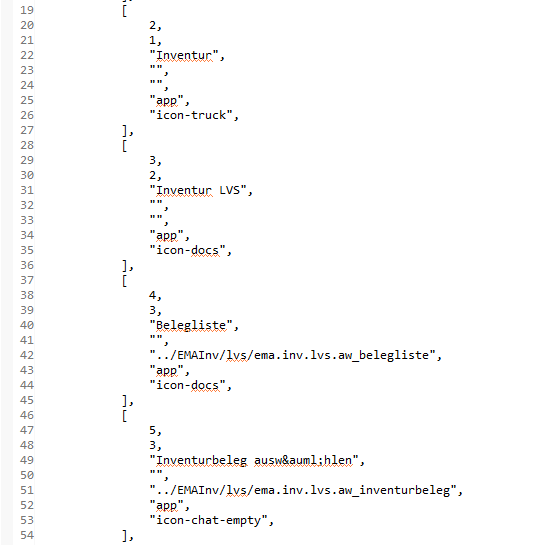 19 [
20 2,
21 1,
22 "Inventur",
23 "",
24 "",
25 "app",
26 "icon-truck",
27 ],
28 [
29 3,
30 2,
31 "Inventur LVS",
32 "",
33 "",
34 "app",
35 "icon-docs",
36 ],
37 [
38 4,
39 3,
40 "Belegliste",
41 "",
42 "../EMAInv/lvs/ema.inv.lvs.aw_belegliste",
43 "app",
44 "icon-docs",
45 ],
46 [
47 5,
48 3,
49 "Inventurbeleg ausw&auml;hlen",
50 "",
51 "../EMAInv/lvs/ema.inv.lvs.aw_inventurbeleg",
52 "app",
53 "icon-chat-empty",
54 ],